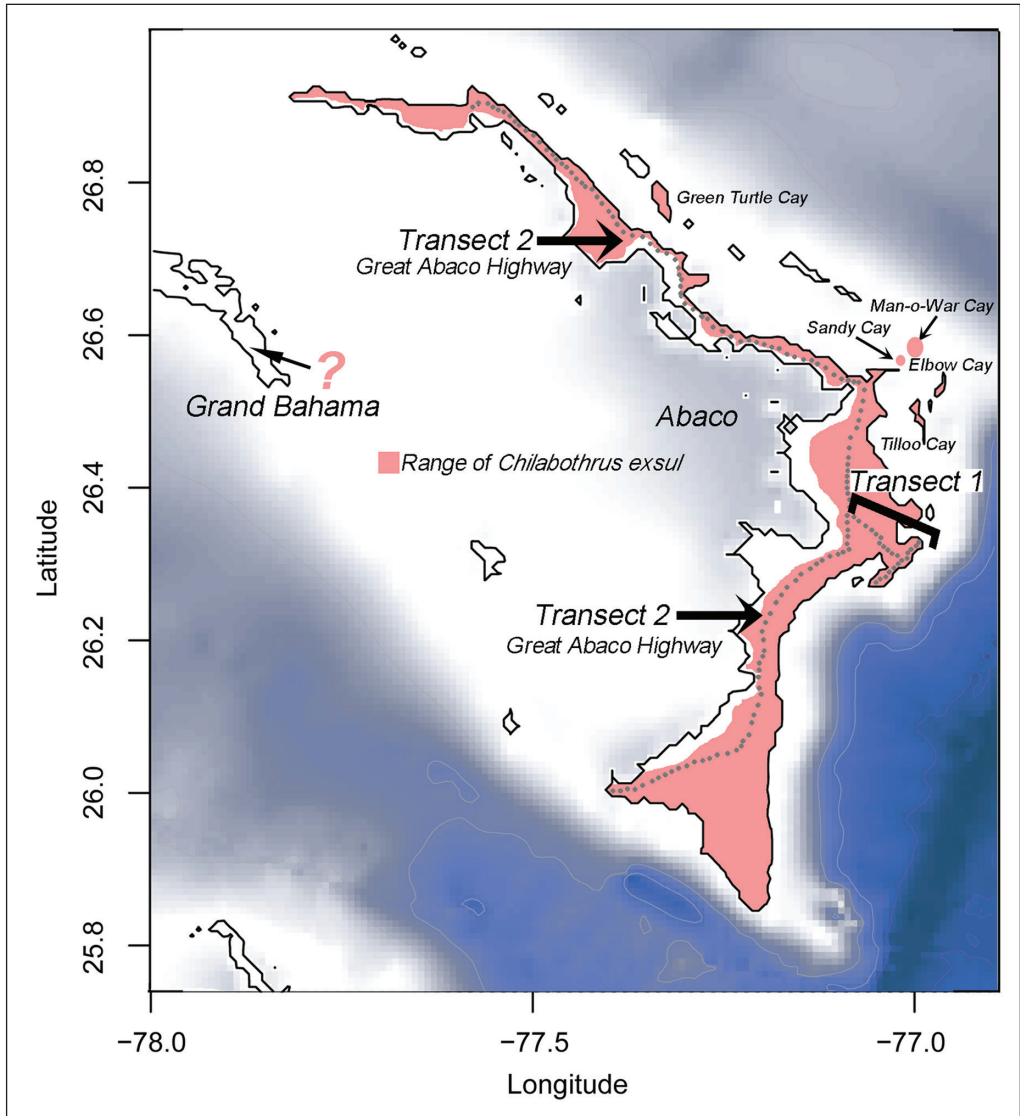 Latitude
26.8
26.6
26.4
26.2
26.0
25.8
Green Turtle Cay
Transect 2
Great Abaco Highway
Man-o-War Cay
Sandy Cay
Elbow Cay
?
Grand Bahama
Abaco
Tilloo Cay
Range of Chilabothrus exsul
Transect 1
Transect 2
Great Abaco Highway
−78.0
−77.5
−77.0
Longitude